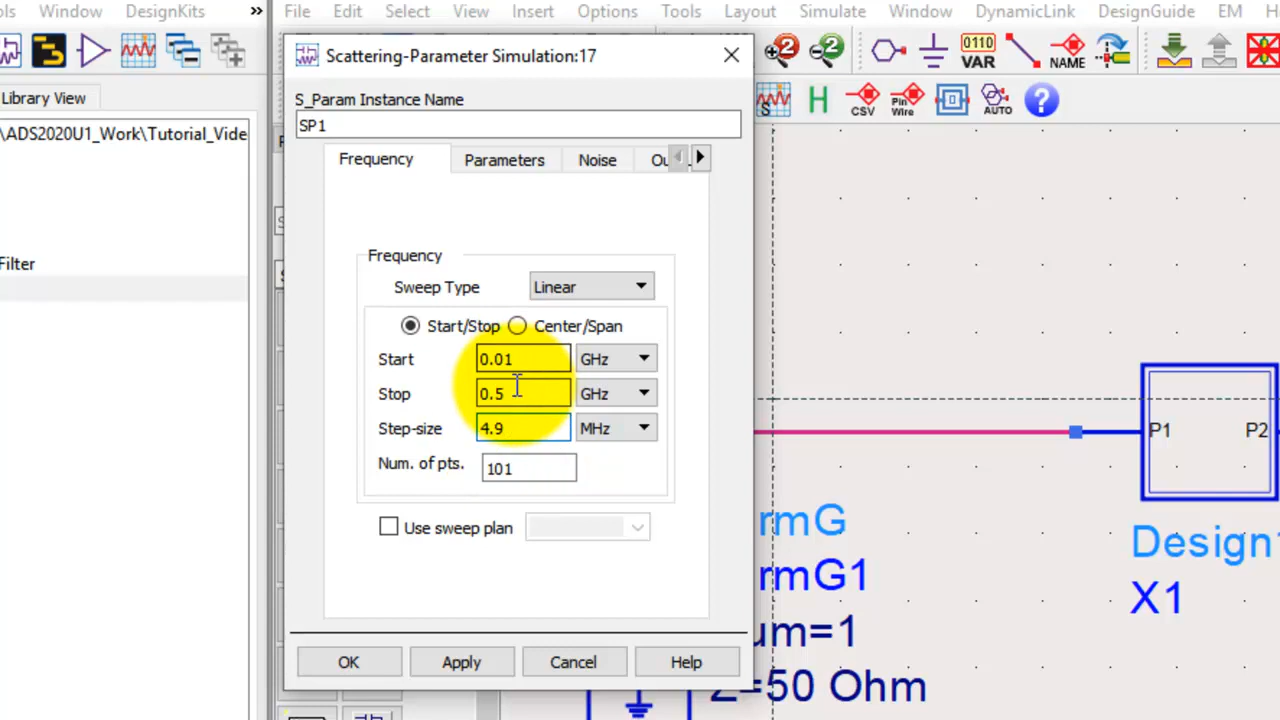 ols Window DesignKits »
File Edit Select View Insert Options Tools Layout Simulate Window DynamicLink DesignGuide EM H
Library View
\ADS2020U1_Work\Tutorial_Vide
Filter
Scattering-Parameter Simulation:17
S_Param Instance Name
SP1
Frequency Parameters Noise Ou
Frequency
Sweep Type Linear
Start/Stop Center/Span
Start 0.01 GHz
Stop 0.5 GHz
Step-size 4.9 MHz
Num. of pts. 101
Use sweep plan
OK Apply Cancel Help
2 2 0110 VAR NAME
S H CSV Pin Wire AUTO ?
P1 P2
rmG
rmG1
um=1
Z=50 Ohm
Design
X1